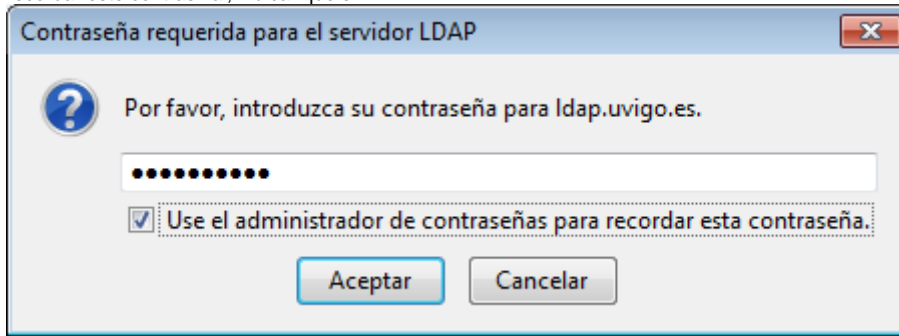 Contraseña requerida para el servidor LDAP
Por favor, introduzca su contraseña para ldap.uvigo.es.
••••••••••
Use el administrador de contraseñas para recordar esta contraseña.
Aceptar Cancelar